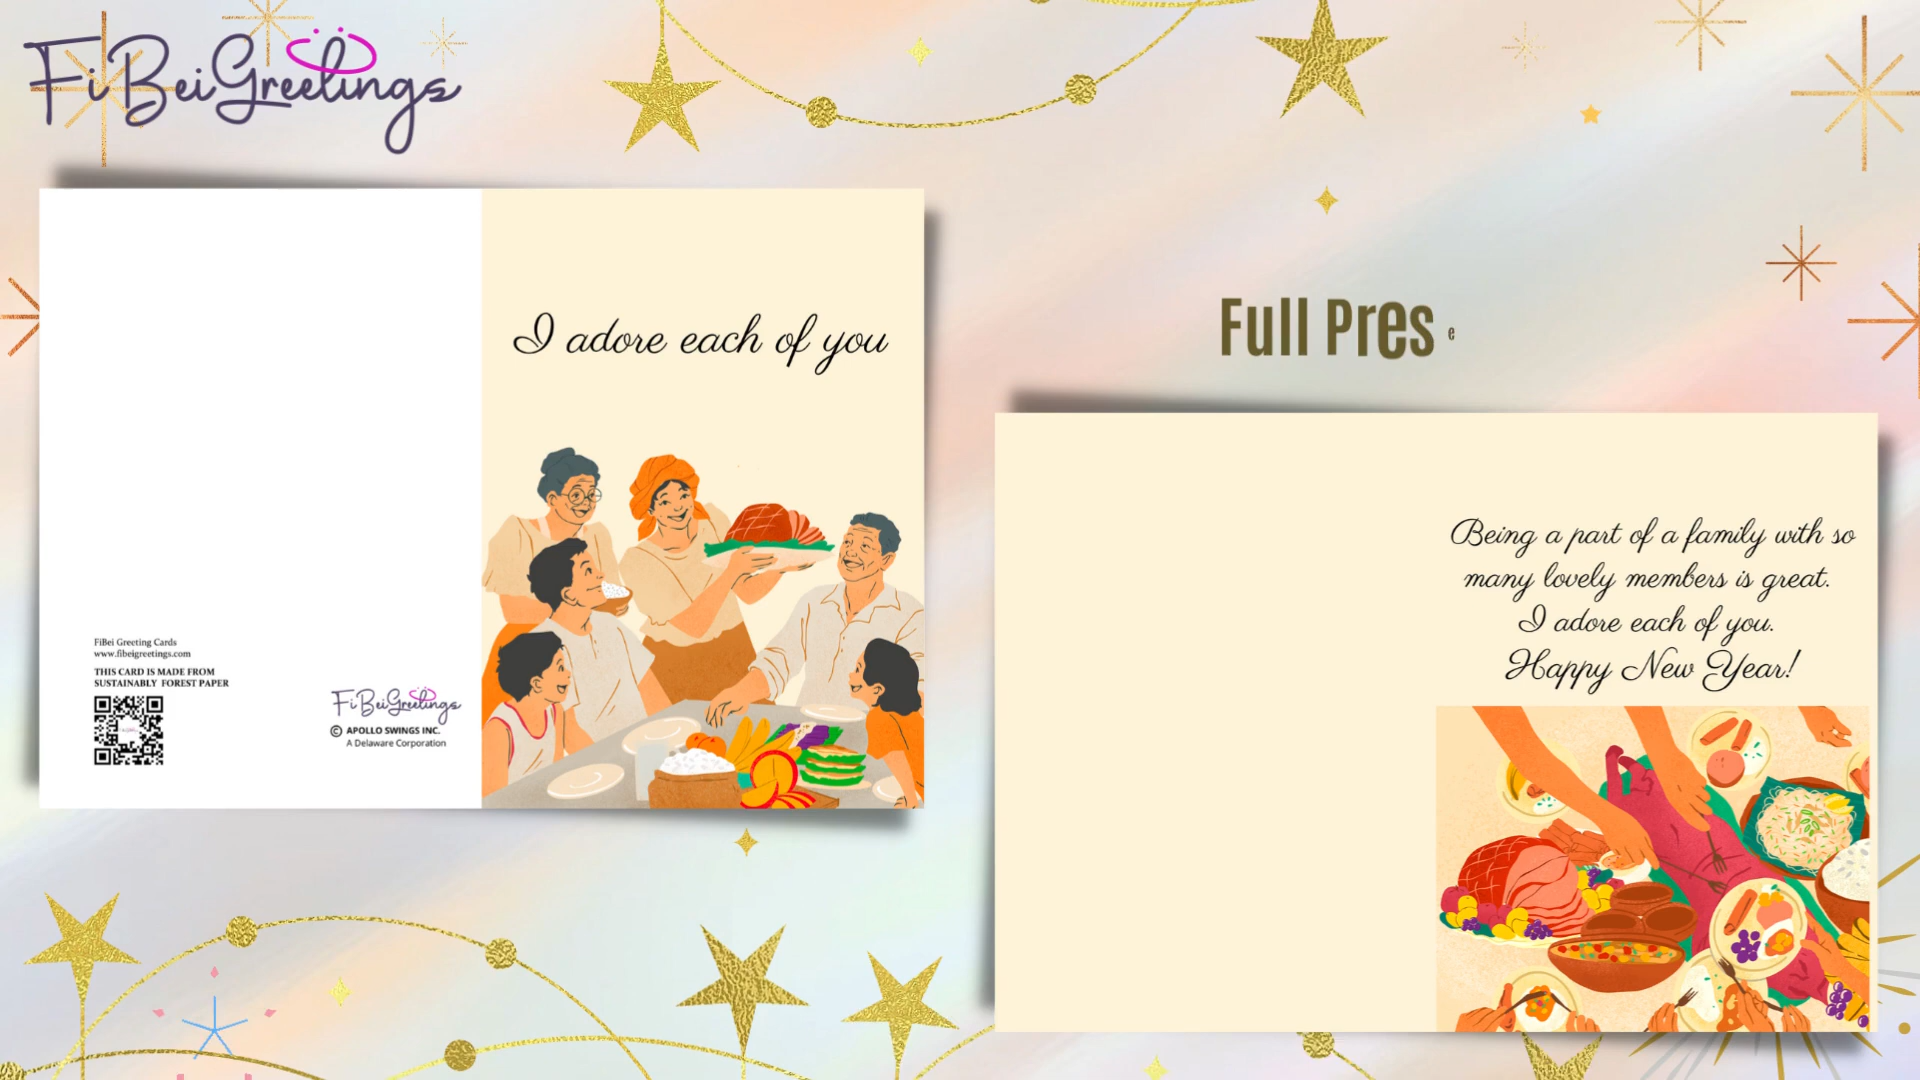 FiBeiGreetings
I adore each of you
FiBei Greeting Cards
www.fibeigreetings.com
THIS CARD IS MADE FROM
SUSTAINABLY FOREST PAPER
FiBeiGreetings
© APOLLO SWINGS INC.
A Delaware Corporation
Full Prese
Being a part of a family with so
many lovely members is great.
I adore each of you.
Happy New Year!